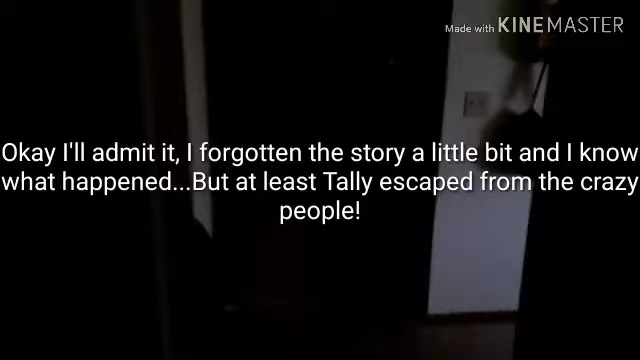 Made with KINEMASTER
Okay I'll admit it, I forgotten the story a little bit and I know
what happened...But at least Tally escaped from the crazy
people!